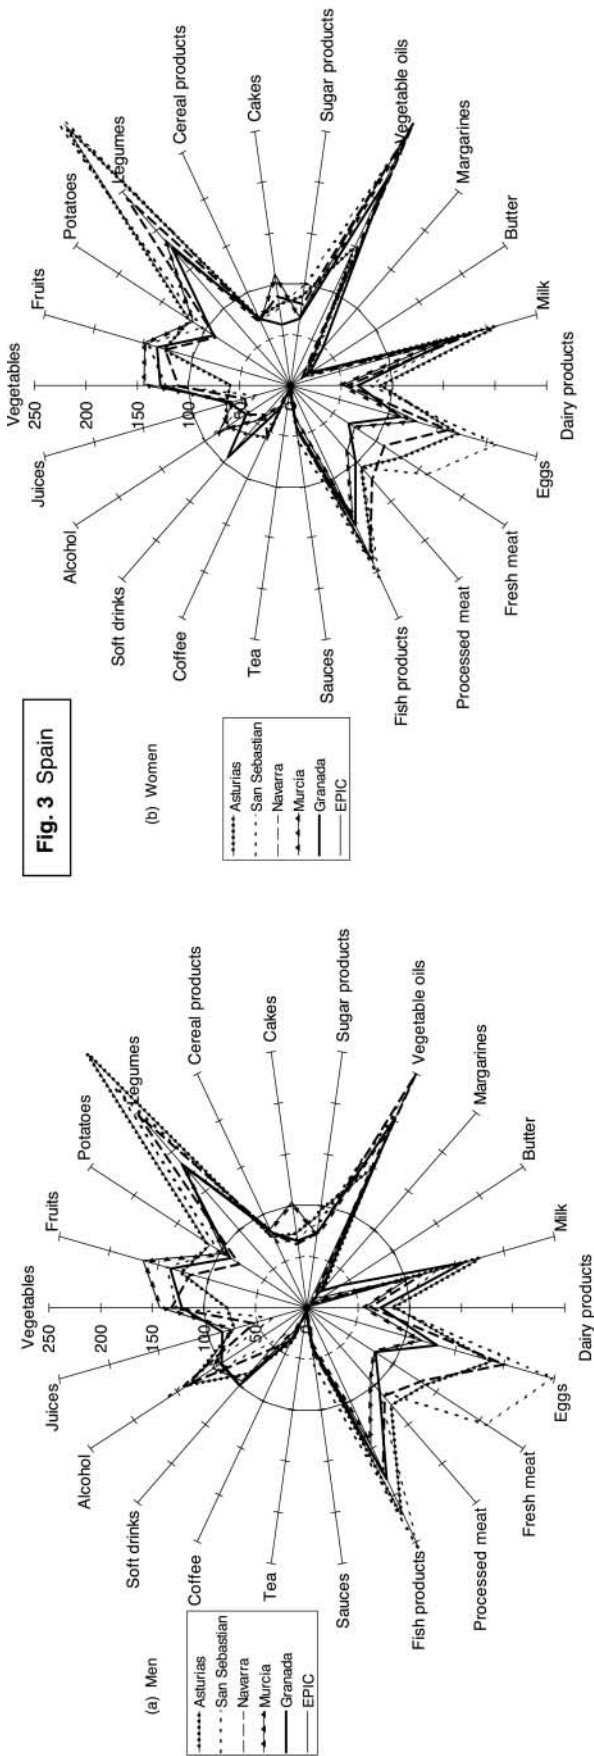 Fig. 3 Spain
(a) Men
Vegetables
Fruits
Potatoes
Legumes
Cereal products
Cakes
Sugar products
Vegetable oils
Margarines
Butter
Milk
Dairy products
Eggs
Fresh meat
Processed meat
Fish products
Sauces
Tea
Coffee
Soft drinks
Alcohol
Juices
250
200
150
100
50
0
Asturias
San Sebastian
Navarra
Murcia
Granada
EPIC
(b) Women
Vegetables
Fruits
Potatoes
Legumes
Cereal products
Cakes
Sugar products
Vegetable oils
Margarines
Butter
Milk
Dairy products
Eggs
Fresh meat
Processed meat
Fish products
Sauces
Tea
Coffee
Soft drinks
Alcohol
Juices
250
200
150
100
Asturias
San Sebastian
Navarra
Murcia
Granada
EPIC